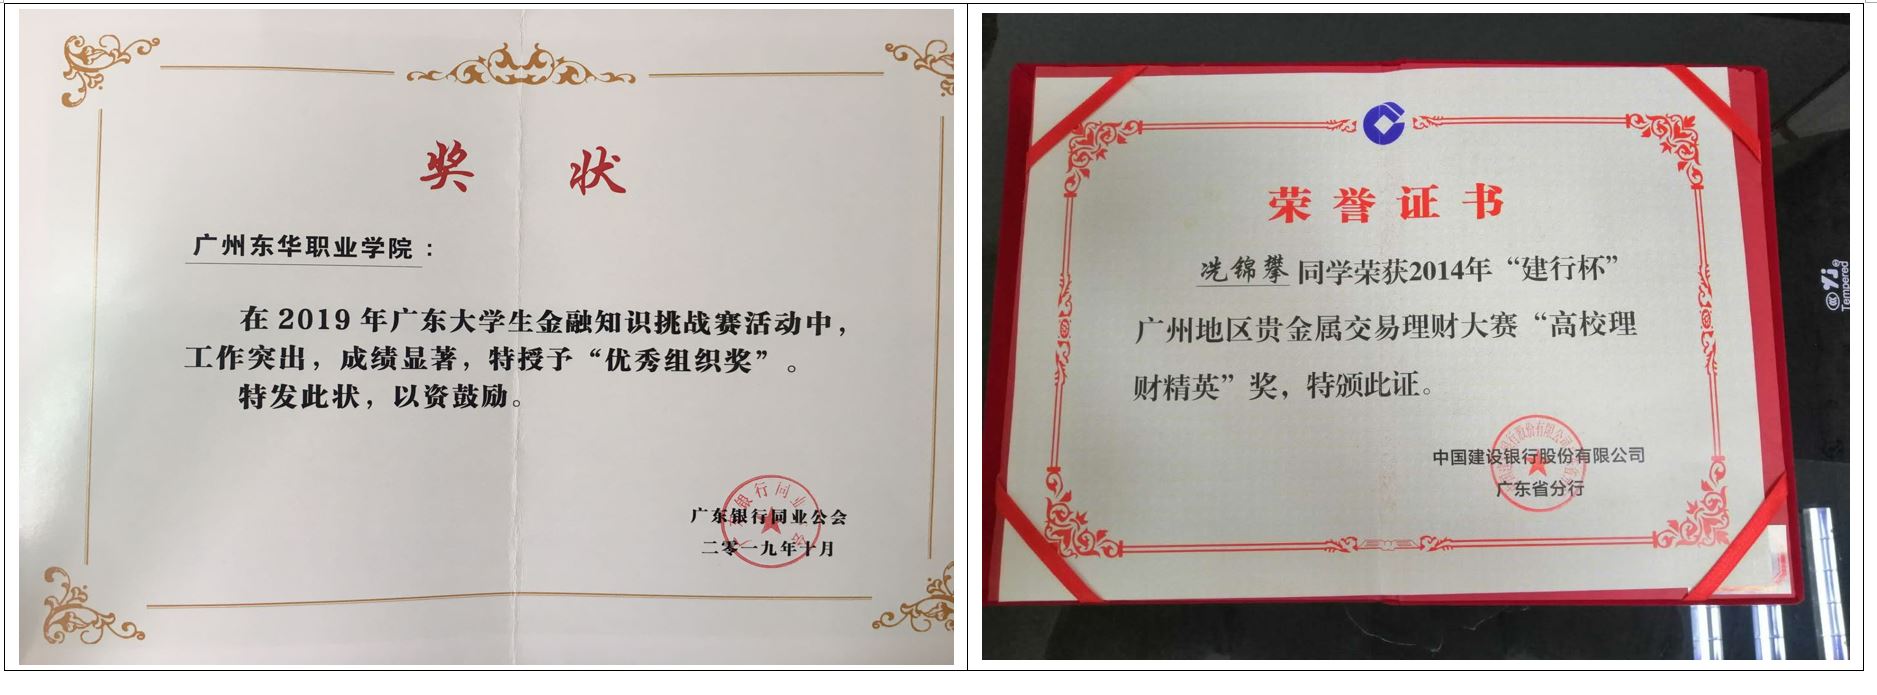 奖 状
广州东华职业学院：
在 2019 年广东大学生金融知识挑战赛活动中，
工作突出，成绩显著，特授予“优秀组织奖”。
特发此状，以资鼓励。
广东银行同业公会
二零一九年十月
荣誉证书
冼锦攀 同学荣获2014年“建行杯”
广州地区贵金属交易理财大赛“高校理
财精英”奖，特颁此证。
中国建设银行股份有限公司
广东省分行
Tempered